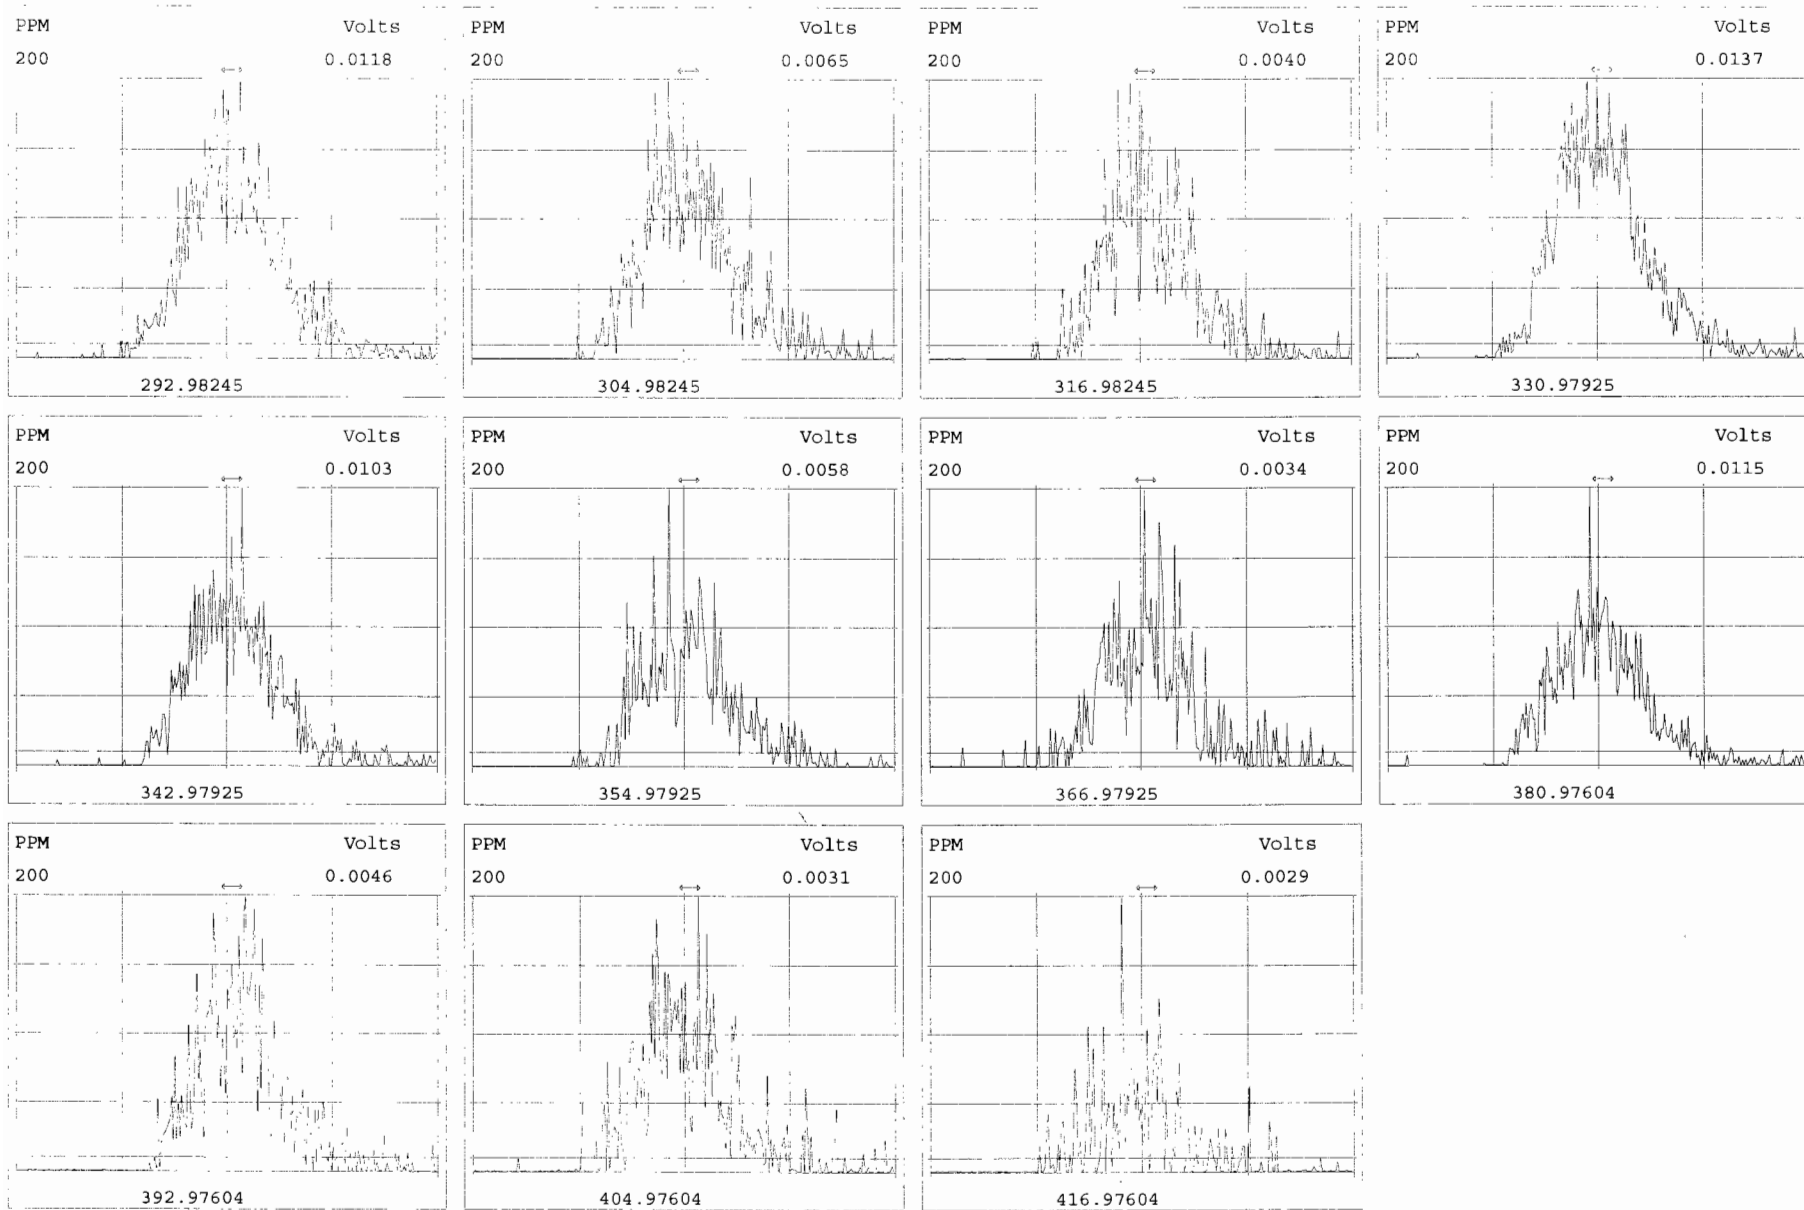 PPM Volts
200 0.0118
292.98245
PPM Volts
200 0.0065
304.98245
PPM Volts
200 0.0040
316.98245
PPM Volts
200 0.0137
330.97925
PPM Volts
200 0.0103
342.97925
PPM Volts
200 0.0058
354.97925
PPM Volts
200 0.0034
366.97925
PPM Volts
200 0.0115
380.97604
PPM Volts
200 0.0046
392.97604
PPM Volts
200 0.0031
404.97604
PPM Volts
200 0.0029
416.97604